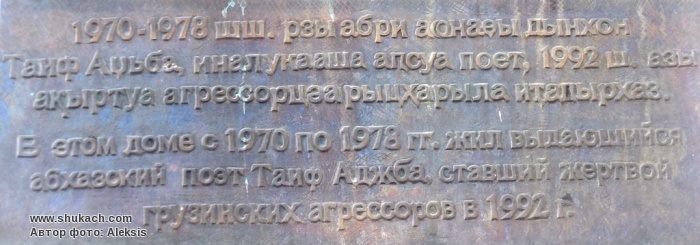 1970-1978 шш. рзы абри аҩнаҿы дынхон
Таиф Аџьба, иналукааша аԥсуа поет, 1992 ш. азы
ақыртуа агрессорцәа рыцхарыла итадырхаз.
В этом доме с 1970 по 1978 гг. жил выдающийся
абхазский поэт Таиф Аджба, ставший жертвой
грузинских агрессоров в 1992 г.
www.shukach.com
Автор фото: Aleksis